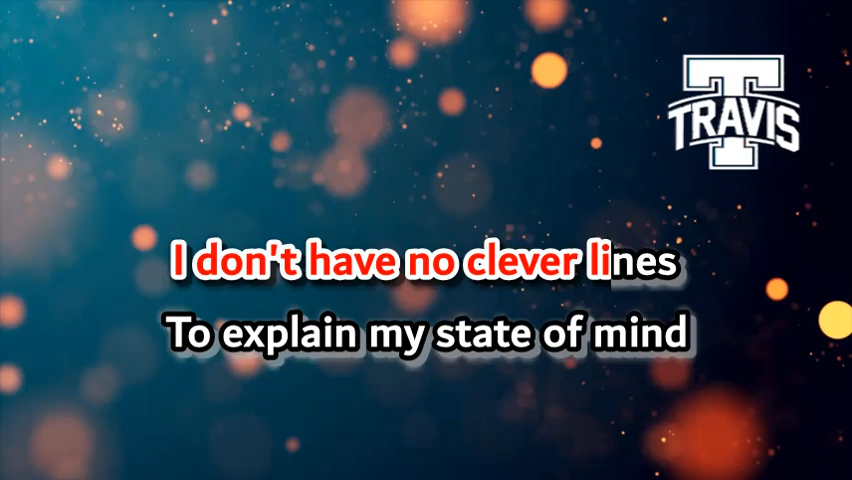 T
TRAVIS
I don't have no clever lines
To explain my state of mind